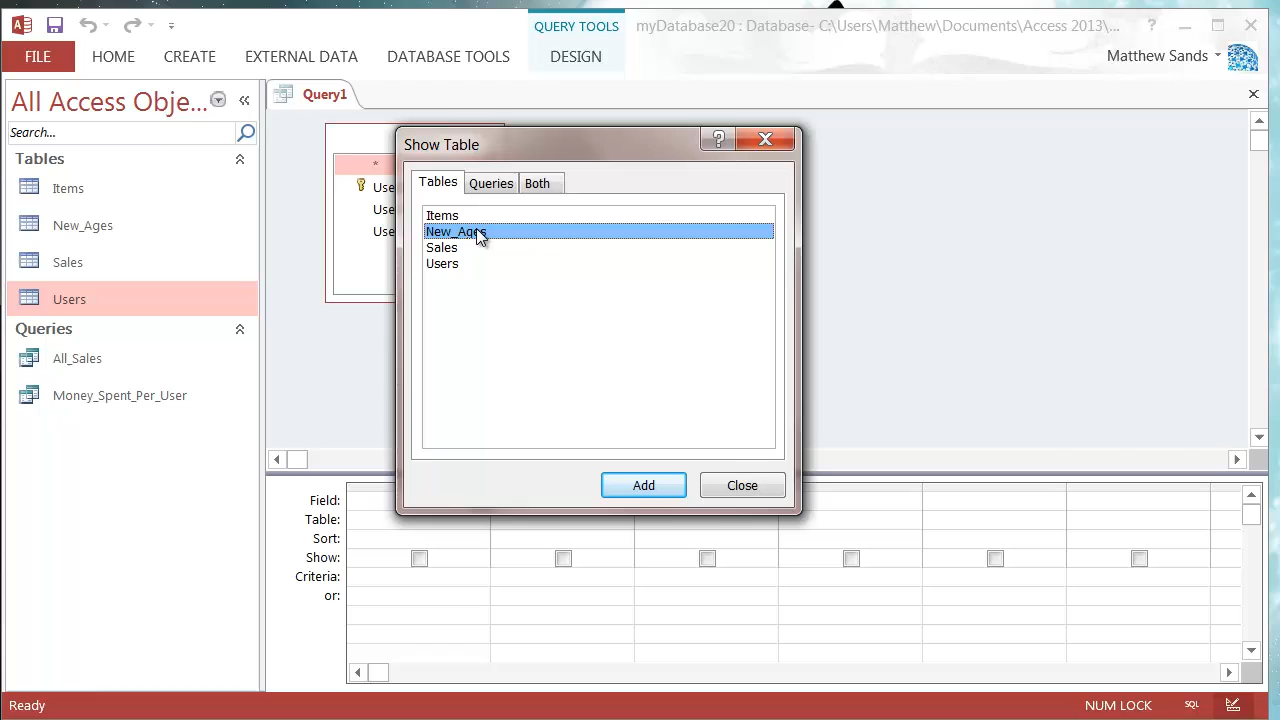 QUERY TOOLS
myDatabase20 : Database- C:\Users\Matthew\Documents\Access 2013\...
?
FILE
HOME
CREATE
EXTERNAL DATA
DATABASE TOOLS
DESIGN
Matthew Sands
All Access Obje...
Search...
Tables
Items
New_Ages
Sales
Users
Queries
All_Sales
Money_Spent_Per_User
Query1
*
Use
Use
Use
Show Table
?
Tables
Queries
Both
Items
New_Ages
Sales
Users
Add
Close
Field:
Table:
Sort:
Show:
Criteria:
or:
Ready
NUM LOCK
SQL